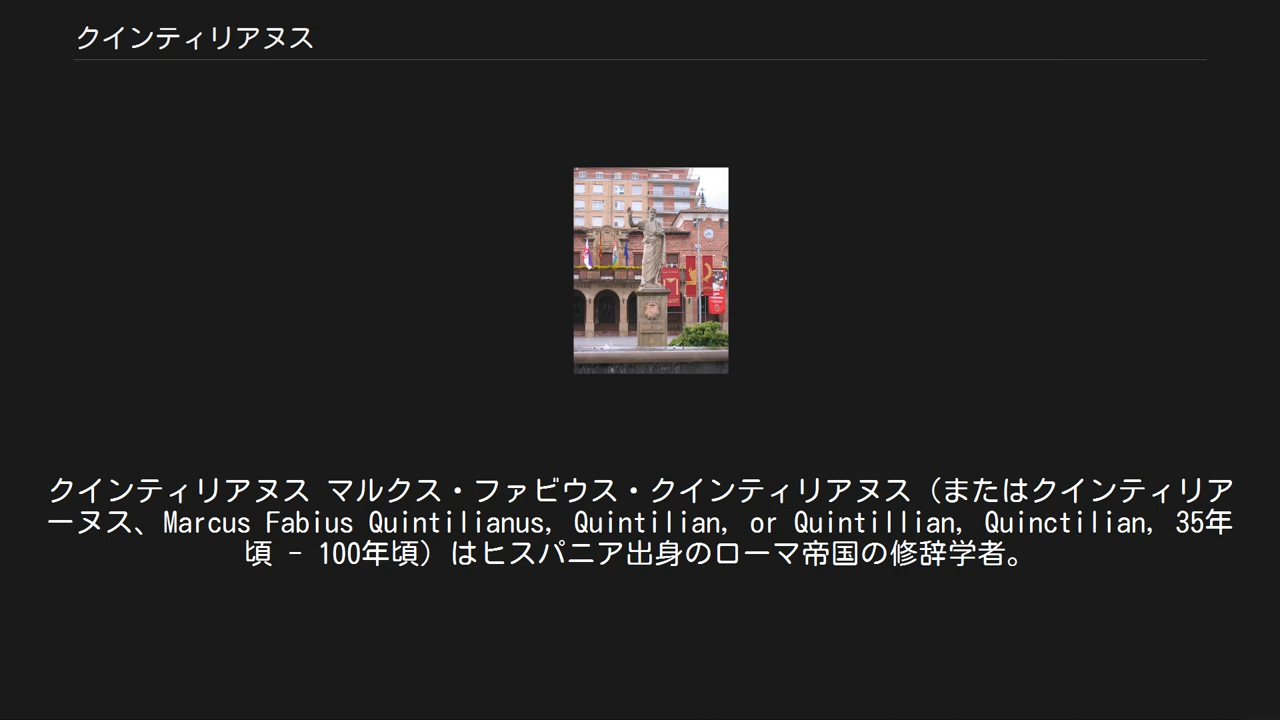 クインティリアヌス
クインティリアヌス マルクス・ファビウス・クインティリアヌス（またはクインティリア
ーヌス、Marcus Fabius Quintilianus, Quintilian, or Quintillian, Quinctilian, 35年
頃 - 100年頃）はヒスパニア出身のローマ帝国の修辞学者。